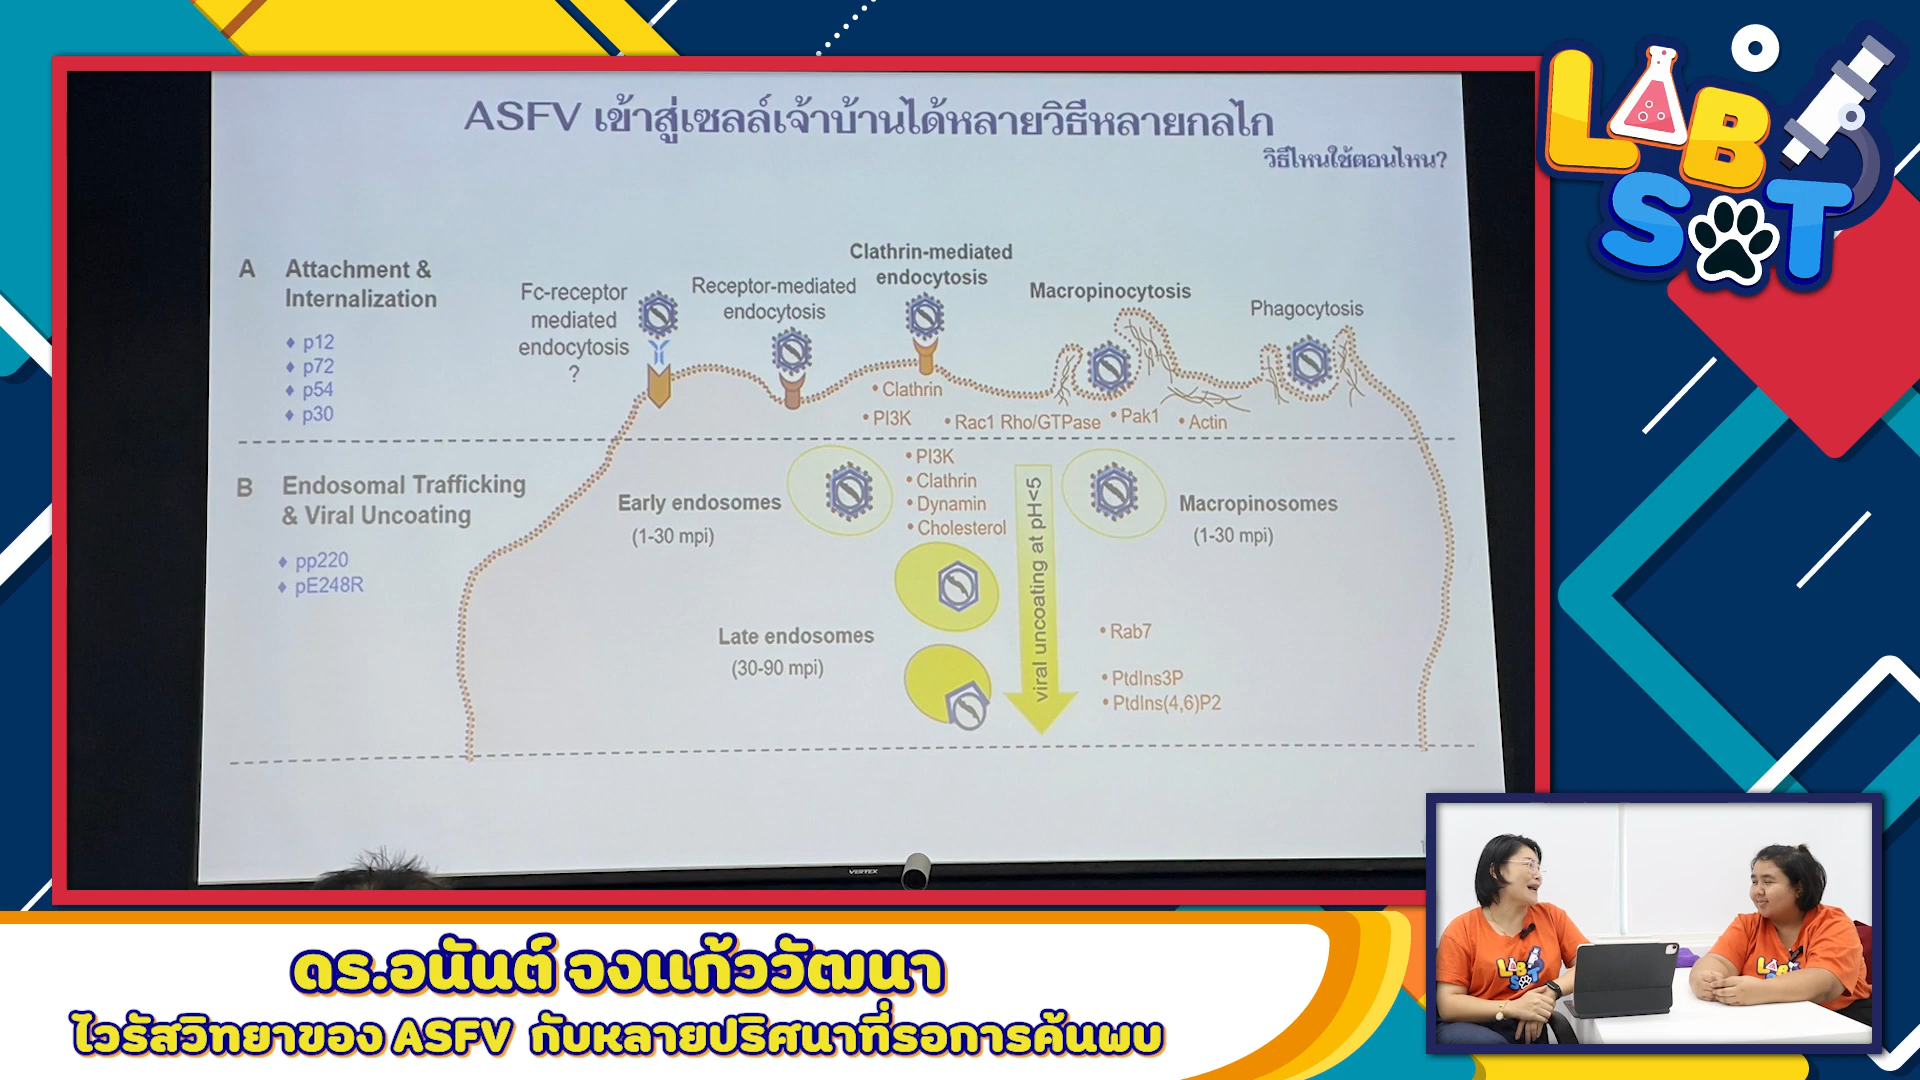 ASFV เข้าสู่เซลล์เจ้าบ้านได้หลายวิธีหลายกลไก
วิธีไหนใช้ตอนไหน?
LAB
SOT
A Attachment &
Internalization
♦ p12
♦ p72
♦ p54
♦ p30
Fc-receptor
mediated
endocytosis
?
Receptor-mediated
endocytosis
Clathrin-mediated
endocytosis
Macropinocytosis
Phagocytosis
• Clathrin
• PI3K
• Rac1 Rho/GTPase
• Pak1
• Actin
B Endosomal Trafficking
& Viral Uncoating
♦ pp220
♦ pE248R
Early endosomes
(1-30 mpi)
• PI3K
• Clathrin
• Dynamin
• Cholesterol
viral uncoating at pH<5
Macropinosomes
(1-30 mpi)
Late endosomes
(30-90 mpi)
• Rab7
• PtdIns3P
• PtdIns(4,6)P2
VERTEX
ดร.อนันต์ จงแก้ววัฒนา
ไวรัสวิทยาของ ASFV กับหลายปริศนาที่รอการค้นพบ
LAB
SOT
LAB
SOT